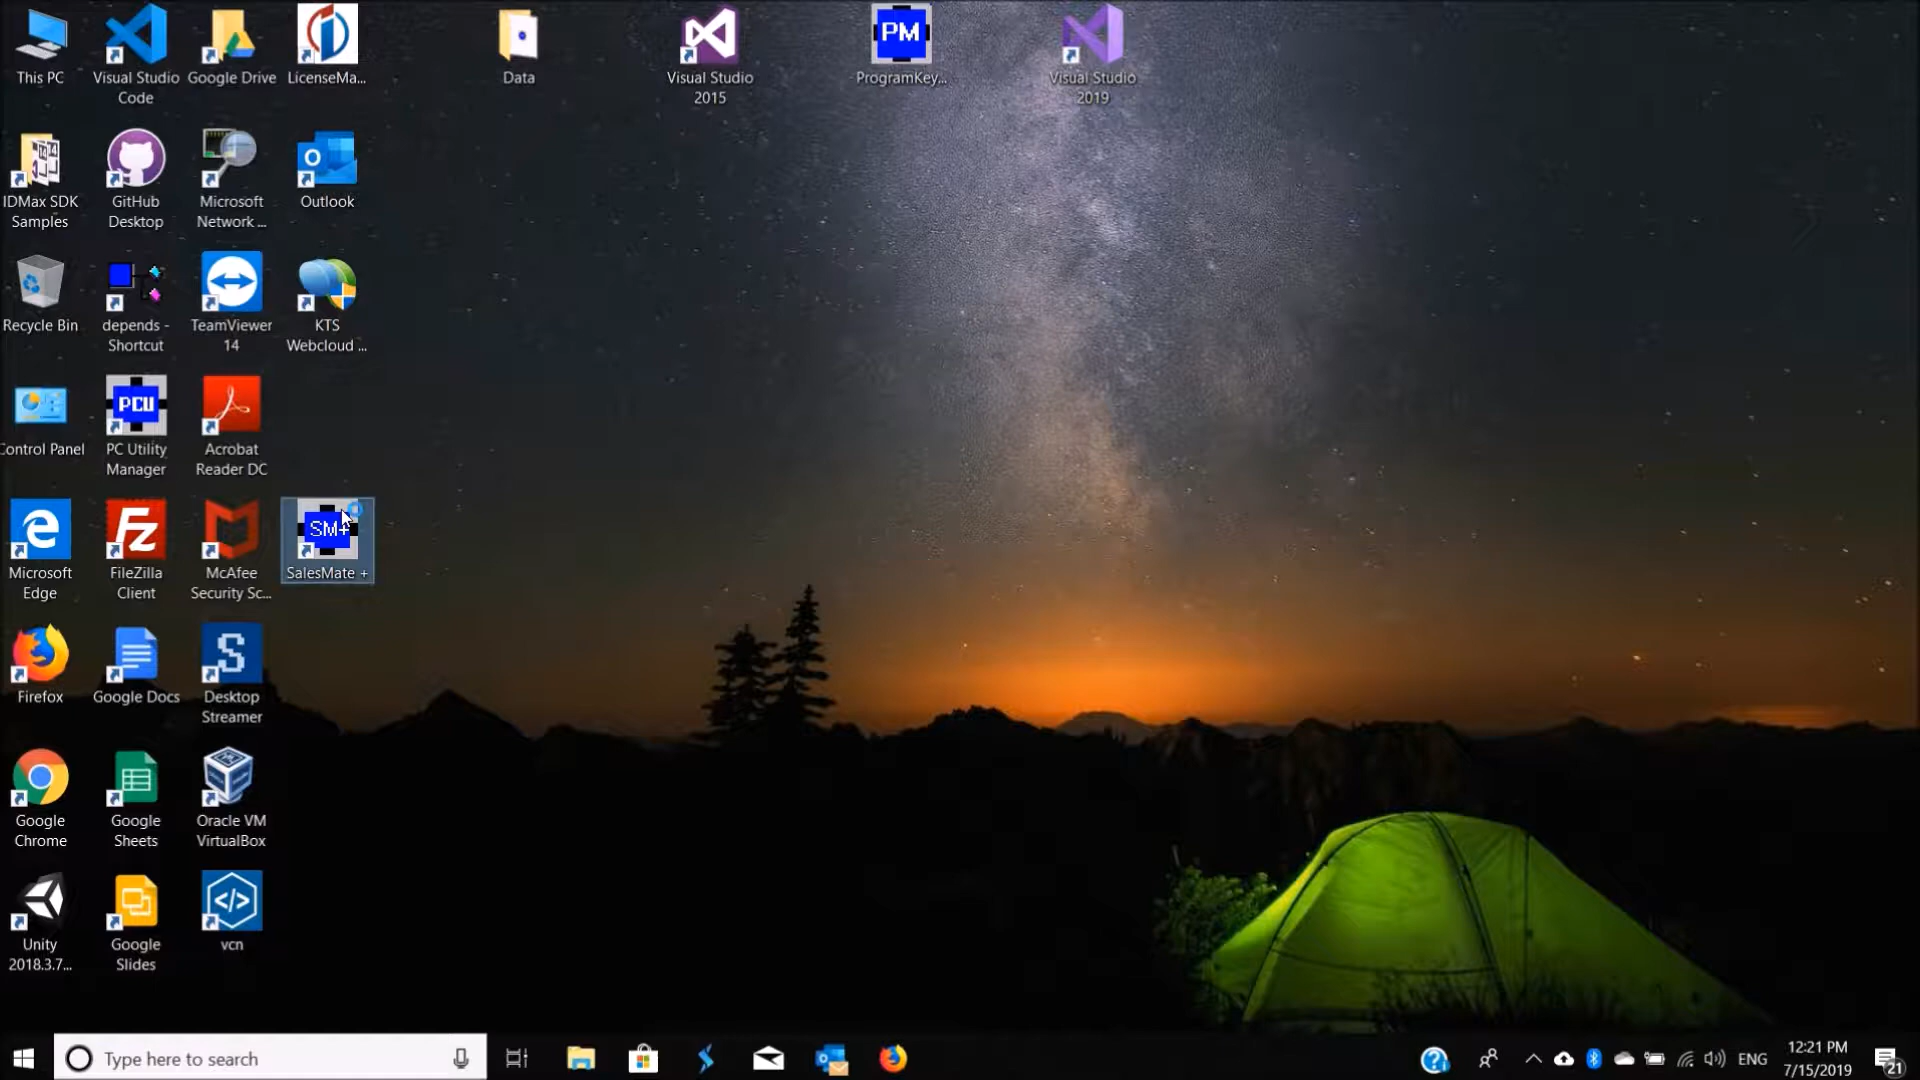 This PC
Visual Studio
Code
Google Drive
LicenseMa...
Data
Visual Studio
2015
PM
ProgramKey...
Visual Studio
2019
IDMax SDK
Samples
GitHub
Desktop
Microsoft
Network ...
Outlook
Recycle Bin
depends -
Shortcut
TeamViewer
14
KTS
Webcloud ...
Control Panel
PCU
PC Utility
Manager
Acrobat
Reader DC
Microsoft
Edge
Fz
FileZilla
Client
McAfee
Security Sc...
SM+
SalesMate +
Firefox
Google Docs
S
Desktop
Streamer
Google
Chrome
Google
Sheets
Oracle VM
VirtualBox
Unity
2018.3.7...
Google
Slides
vcn
Type here to search
ENG
12:21 PM
7/15/2019
21